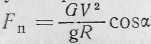 Fₙ = GV²/gR cosα